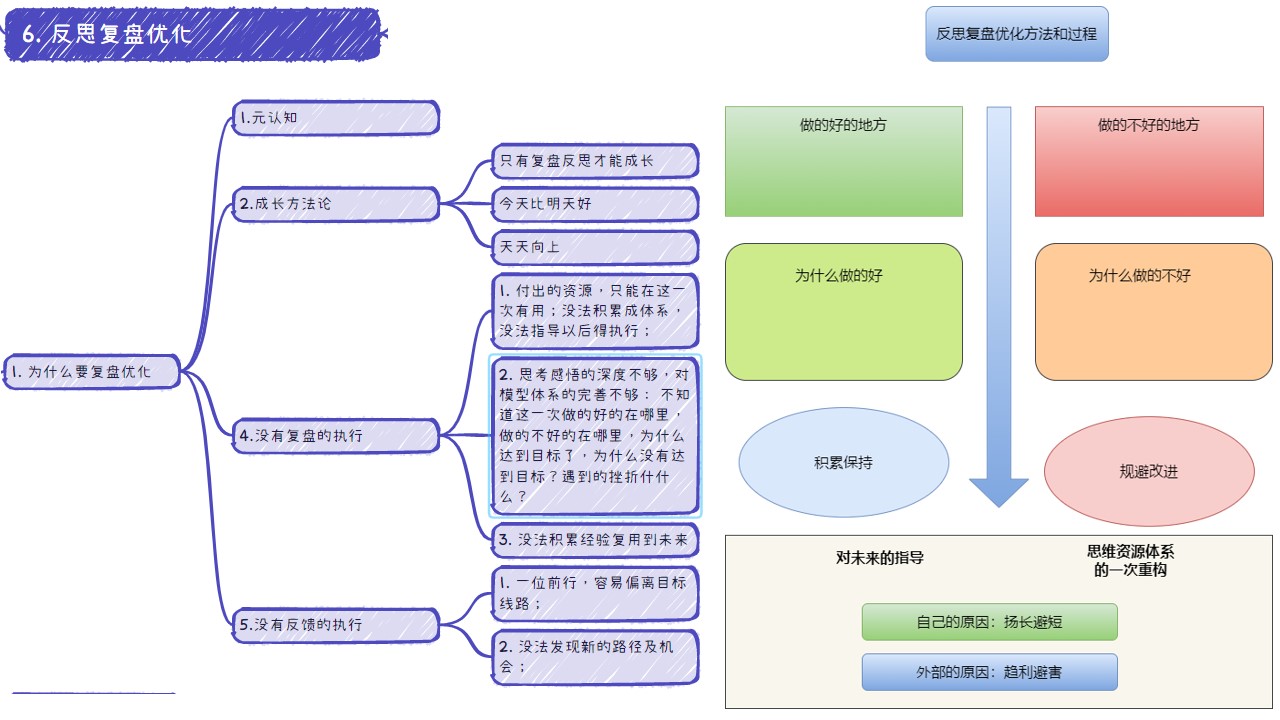 6. 反思复盘优化
1. 为什么要复盘优化
1.元认知
2.成长方法论
只有复盘反思才能成长
今天比明天好
天天向上
4.没有复盘的执行
1. 付出的资源，只能在这一
次有用；没法积累成体系，
没法指导以后得执行；
2. 思考感悟的深度不够，对
模型体系的完善不够： 不知
道这一次做的好的在哪里，
做的不好的在哪里，为什么
达到目标了，为什么没有达
到目标？遇到的挫折什什
么？
3. 没法积累经验复用到未来
5.没有反馈的执行
1. 一位前行，容易偏离目标
线路；
2. 没法发现新的路径及机
会；
反思复盘优化方法和过程
做的好的地方
做的不好的地方
为什么做的好
为什么做的不好
积累保持
规避改进
对未来的指导
思维资源体系
的一次重构
自己的原因：扬长避短
外部的原因：趋利避害